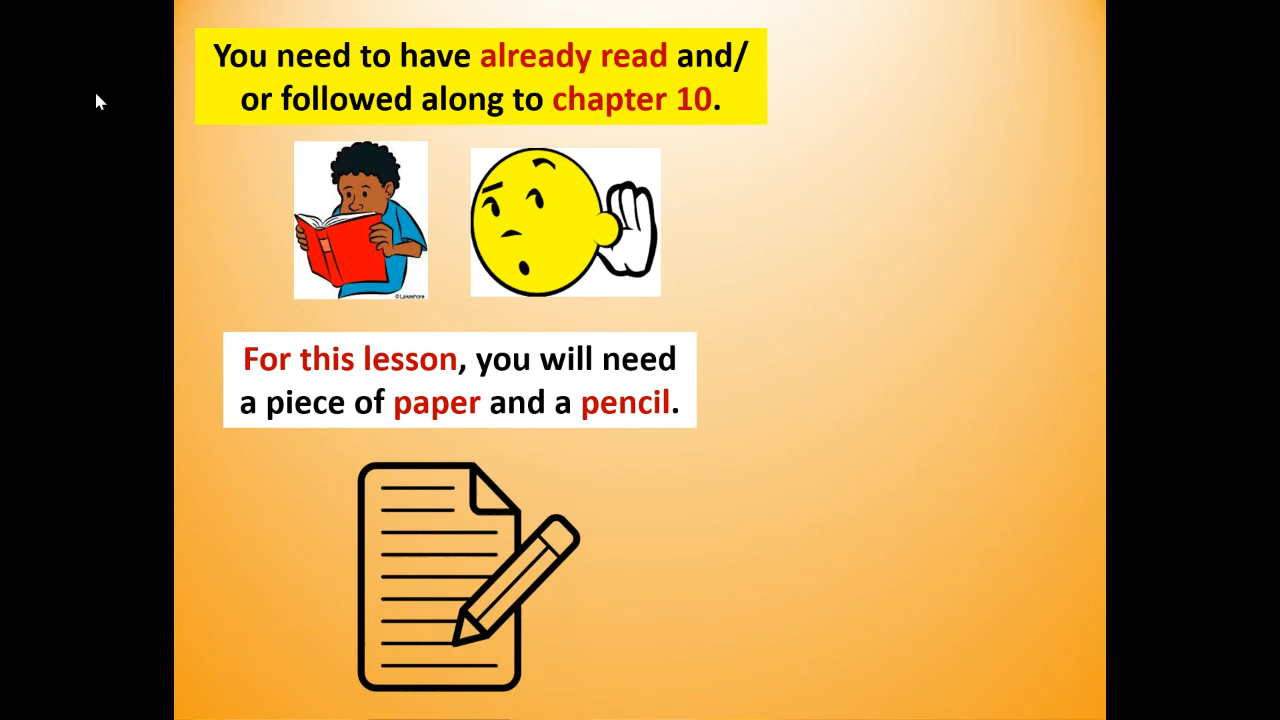 You need to have already read and/
or followed along to chapter 10.
©Lakeshore
For this lesson, you will need
a piece of paper and a pencil.